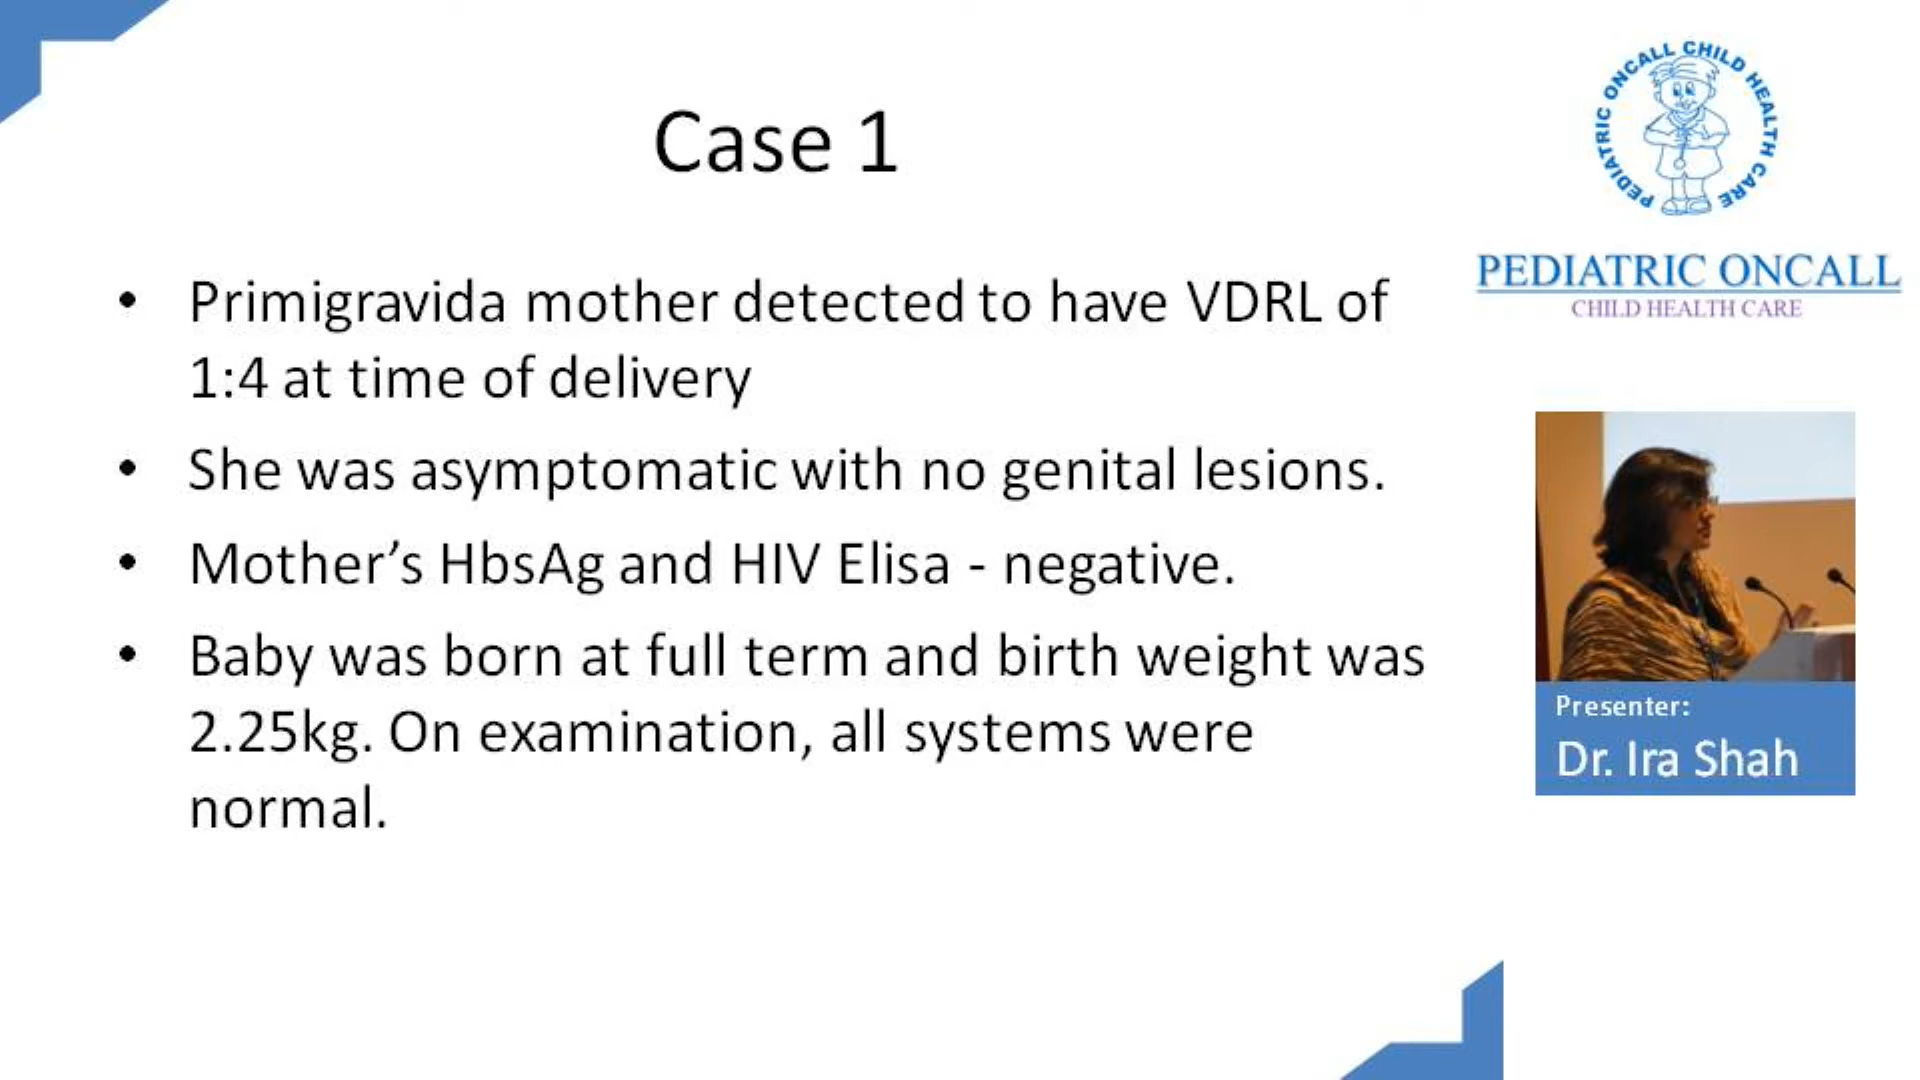 Case 1
• Primigravida mother detected to have VDRL of
1:4 at time of delivery
• She was asymptomatic with no genital lesions.
• Mother’s HbsAg and HIV Elisa - negative.
• Baby was born at full term and birth weight was
2.25kg. On examination, all systems were
normal.
PEDIATRIC ONCALL CHILD HEALTH CARE
PEDIATRIC ONCALL
CHILD HEALTH CARE
Presenter:
Dr. Ira Shah